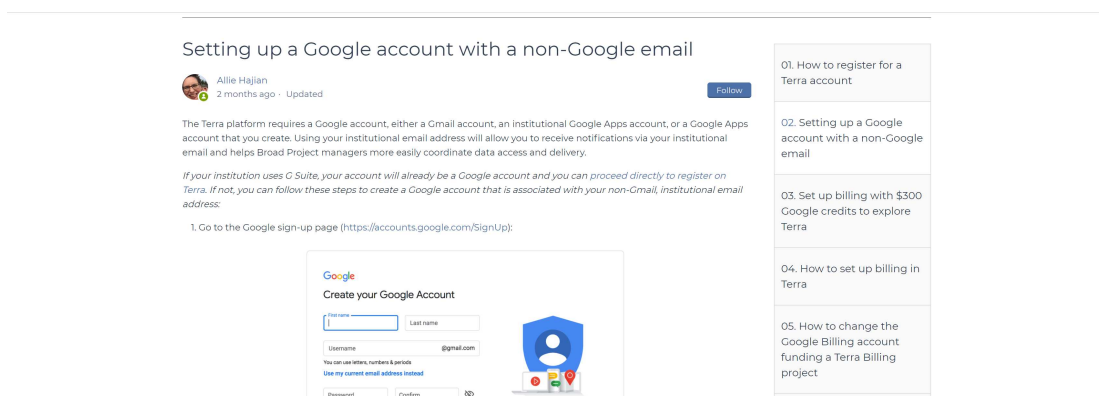 Setting up a Google account with a non-Google email
Allie Hajian
2 months ago · Updated
Follow
The Terra platform requires a Google account, either a Gmail account, an institutional Google Apps account, or a Google Apps
account that you create. Using your institutional email address will allow you to receive notifications via your institutional
email and helps Broad Project managers more easily coordinate data access and delivery.
If your institution uses G Suite, your account will already be a Google account and you can proceed directly to register on
Terra. If not, you can follow these steps to create a Google account that is associated with your non-Gmail, institutional email
address:
1. Go to the Google sign-up page (https://accounts.google.com/SignUp):
Google
Create your Google Account
First name
Last name
Username
@gmail.com
You can use letters, numbers & periods
Use my current email address instead
Password
Confirm
01. How to register for a
Terra account
02. Setting up a Google
account with a non-Google
email
03. Set up billing with $300
Google credits to explore
Terra
04. How to set up billing in
Terra
05. How to change the
Google Billing account
funding a Terra Billing
project